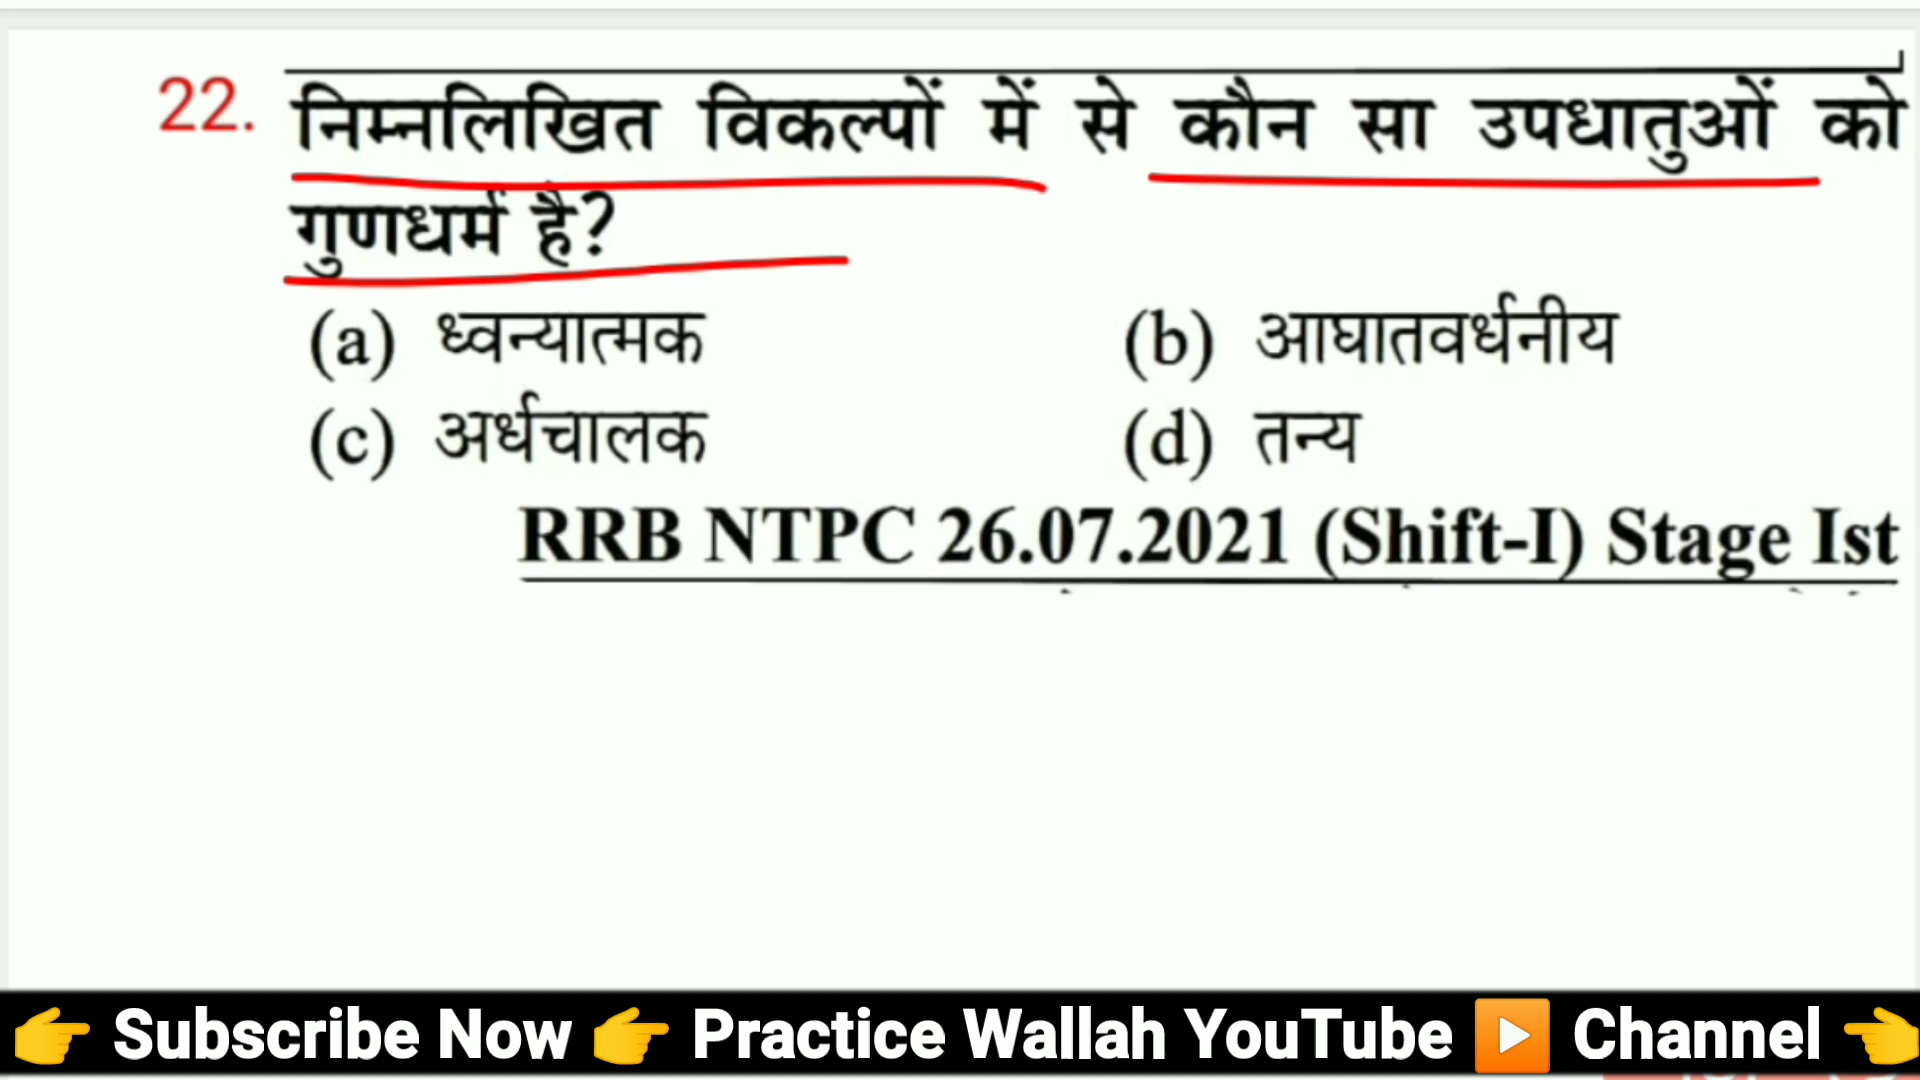 22. निम्नलिखित विकल्पों में से कौन सा उपधातुओं को
गुणधर्म है?
(a) ध्वन्यात्मक (b) आघातवर्धनीय
(c) अर्धचालक (d) तन्य
RRB NTPC 26.07.2021 (Shift-I) Stage Ist
👉 Subscribe Now 👉 Practice Wallah YouTube ▶️ Channel 👈